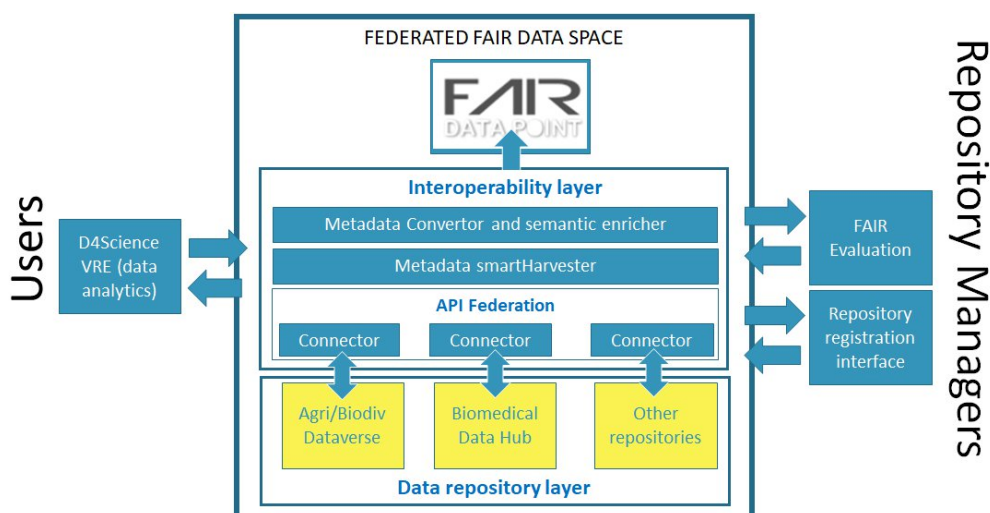 FEDERATED FAIR DATA SPACE
FAIR
DATA POINT
Interoperability layer
Metadata Convertor and semantic enricher
Metadata smartHarvester
API Federation
Connector
Connector
Connector
Agri/Biodiv
Dataverse
Biomedical
Data Hub
Other
repositories
Data repository layer
Users
D4Science
VRE (data
analytics)
FAIR
Evaluation
Repository
registration
interface
Repository Managers